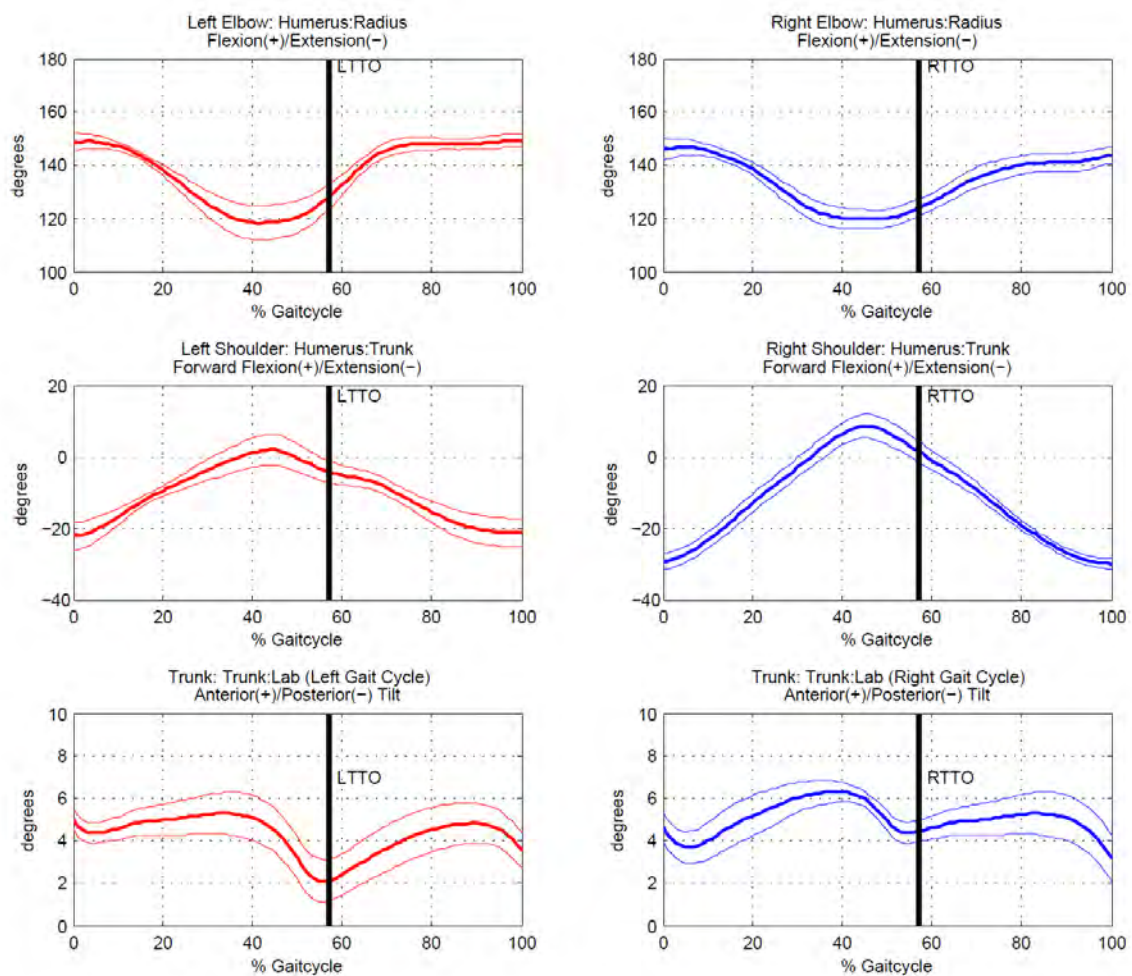 Left Elbow: Humerus:Radius
Flexion(+)/Extension(−)
180
160
140
120
100
degrees
LTTO
0 20 40 60 80 100
% Gaitcycle
Right Elbow: Humerus:Radius
Flexion(+)/Extension(−)
180
160
140
120
100
degrees
RTTO
0 20 40 60 80 100
% Gaitcycle
Left Shoulder: Humerus:Trunk
Forward Flexion(+)/Extension(−)
20
0
−20
−40
degrees
LTTO
0 20 40 60 80 100
% Gaitcycle
Right Shoulder: Humerus:Trunk
Forward Flexion(+)/Extension(−)
20
0
−20
−40
degrees
RTTO
0 20 40 60 80 100
% Gaitcycle
Trunk: Trunk:Lab (Left Gait Cycle)
Anterior(+)/Posterior(−) Tilt
10
8
6
4
2
0
degrees
LTTO
0 20 40 60 80 100
% Gaitcycle
Trunk: Trunk:Lab (Right Gait Cycle)
Anterior(+)/Posterior(−) Tilt
10
8
6
4
2
0
degrees
RTTO
0 20 40 60 80 100
% Gaitcycle